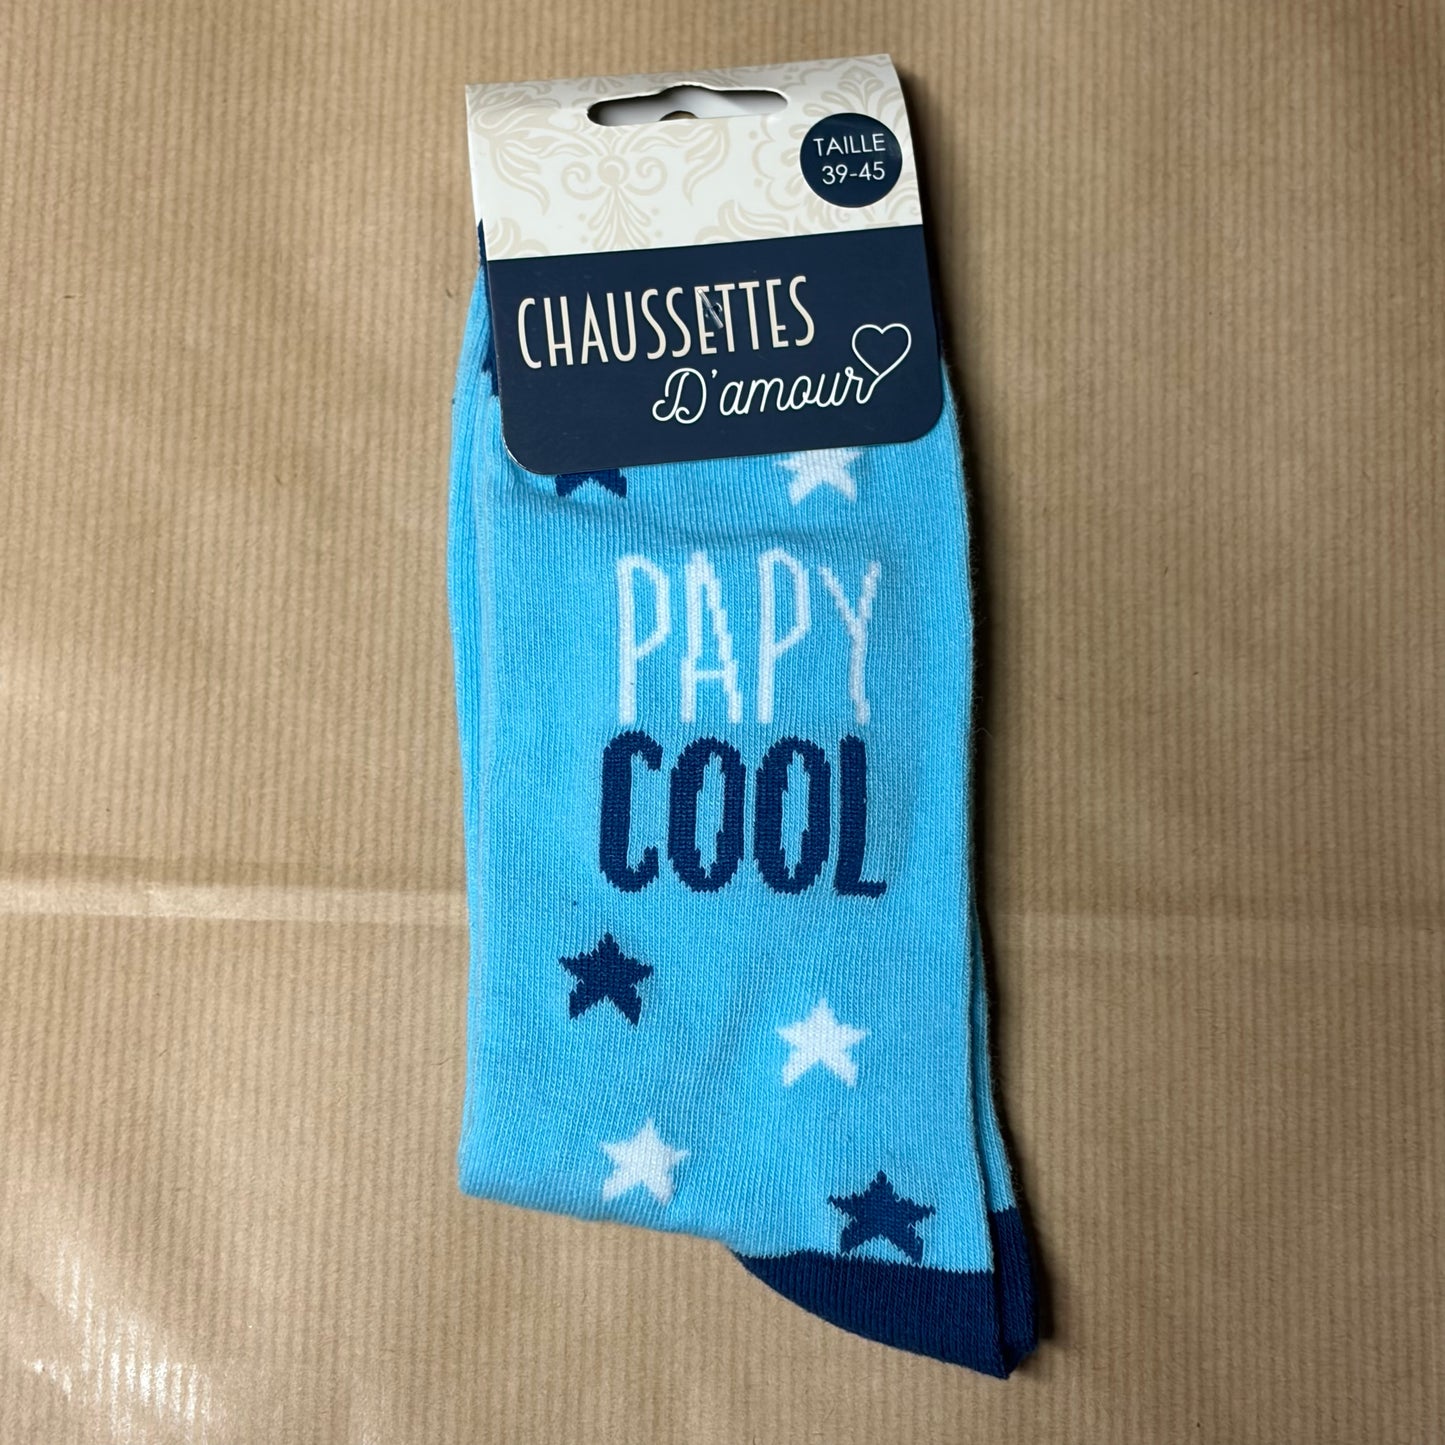 TAILLE
39-45
CHAUSSETTES
D'amour
PAPY
COOL